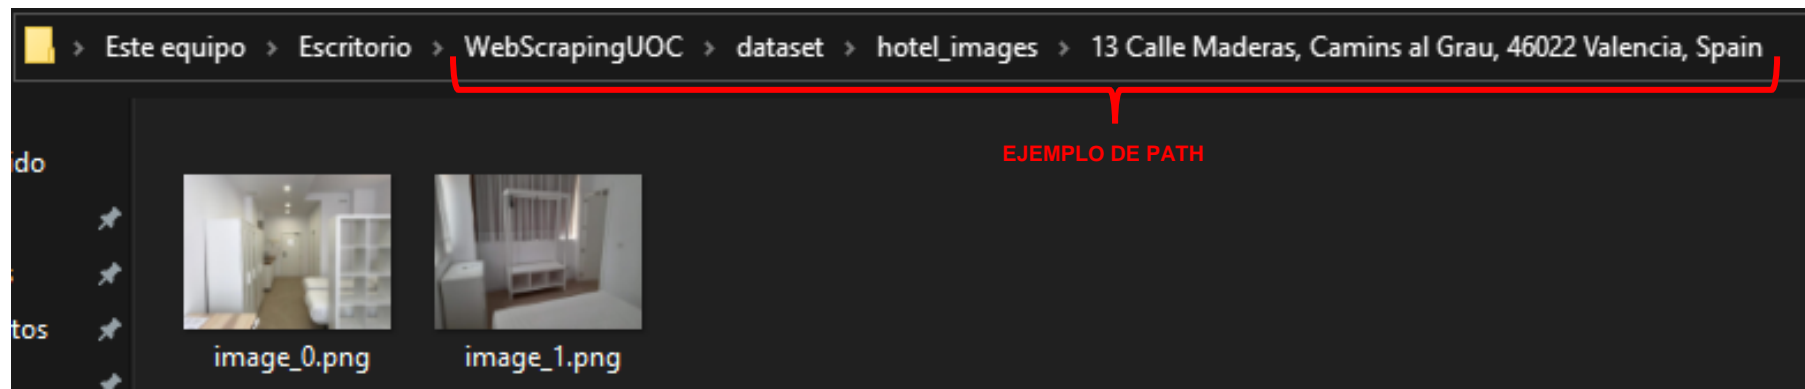 Este equipo > Escritorio > WebScrapingUOC > dataset > hotel_images > 13 Calle Maderas, Camins al Grau, 46022 Valencia, Spain
EJEMPLO DE PATH
ido
tos
image_0.png
image_1.png